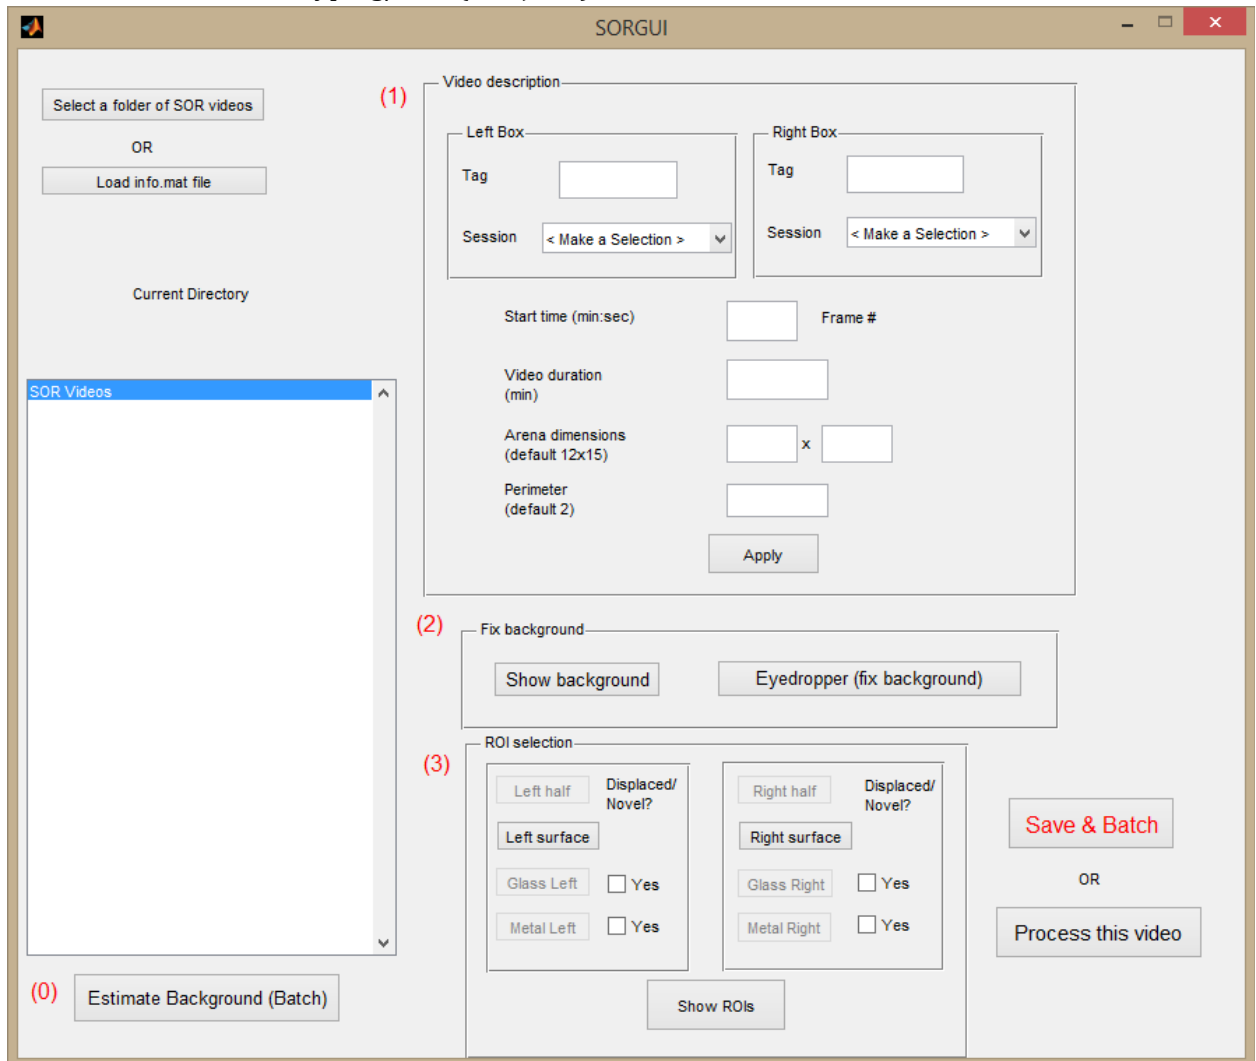 SORGUI
Select a folder of SOR videos
OR
Load info.mat file
Current Directory
SOR Videos
(0)
Estimate Background (Batch)
(1)
Video description
Left Box
Tag
Session
< Make a Selection >
Right Box
Tag
Session
< Make a Selection >
Start time (min:sec)
Frame #
Video duration
(min)
Arena dimensions
(default 12x15)
x
Perimeter
(default 2)
Apply
(2)
Fix background
Show background
Eyedropper (fix background)
(3)
ROI selection
Left half
Displaced/
Novel?
Left surface
Glass Left
Yes
Metal Left
Yes
Right half
Displaced/
Novel?
Right surface
Glass Right
Yes
Metal Right
Yes
Show ROIs
Save & Batch
OR
Process this video